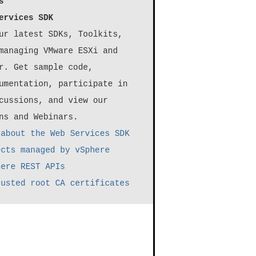 s
ervices SDK
ur latest SDKs, Toolkits,
managing VMware ESXi and
r. Get sample code,
umentation, participate in
cussions, and view our
ns and Webinars.
about the Web Services SDK
cts managed by vSphere
ere REST APIs
usted root CA certificates